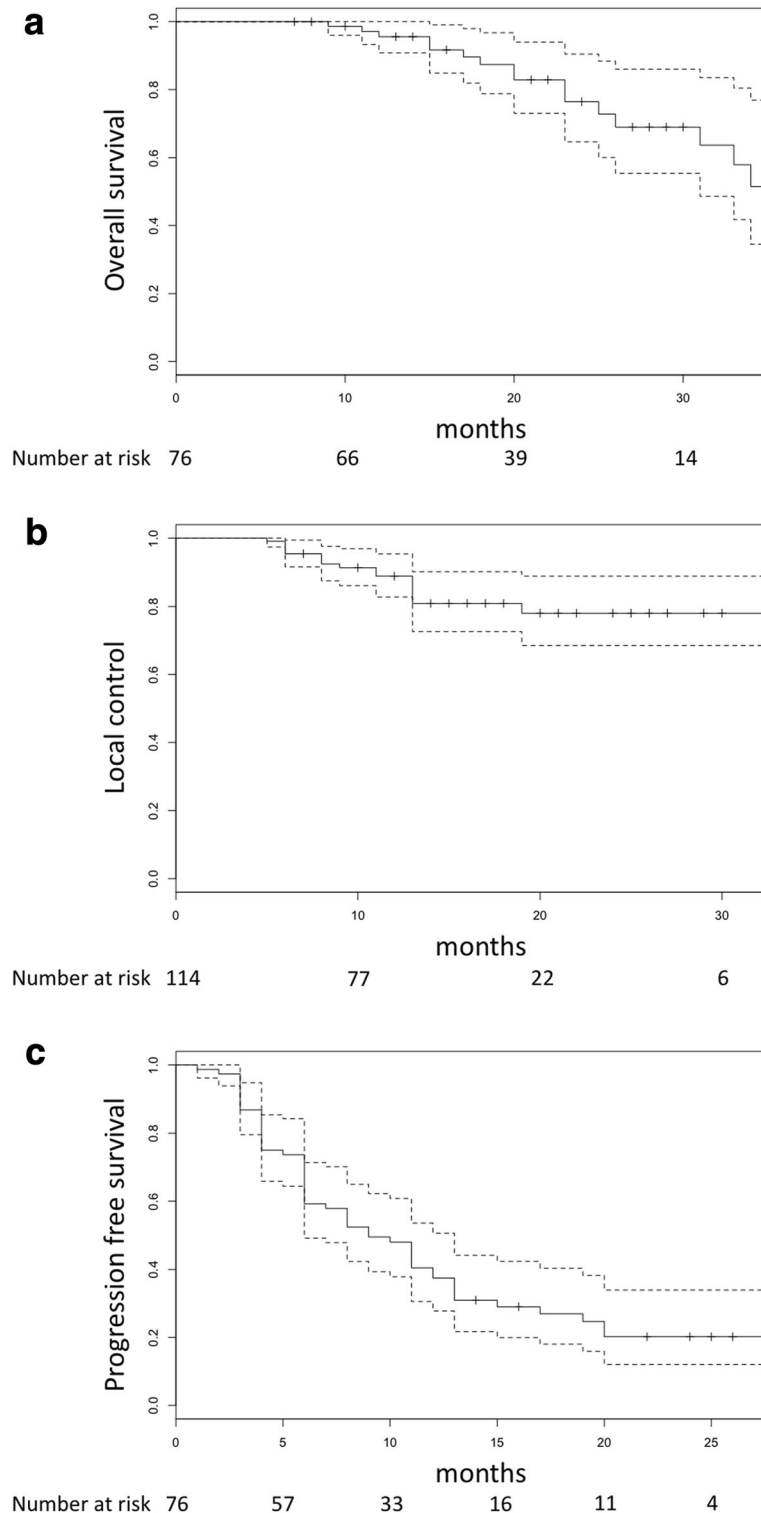 a
Overall survival
1.0
0.8
0.6
0.4
0.2
0.0
0 10 20 30
months
Number at risk 76 66 39 14
b
Local control
1.0
0.8
0.6
0.4
0.2
0.0
0 10 20 30
months
Number at risk 114 77 22 6
c
Progression free survival
1.0
0.8
0.6
0.4
0.2
0.0
0 5 10 15 20 25
months
Number at risk 76 57 33 16 11 4